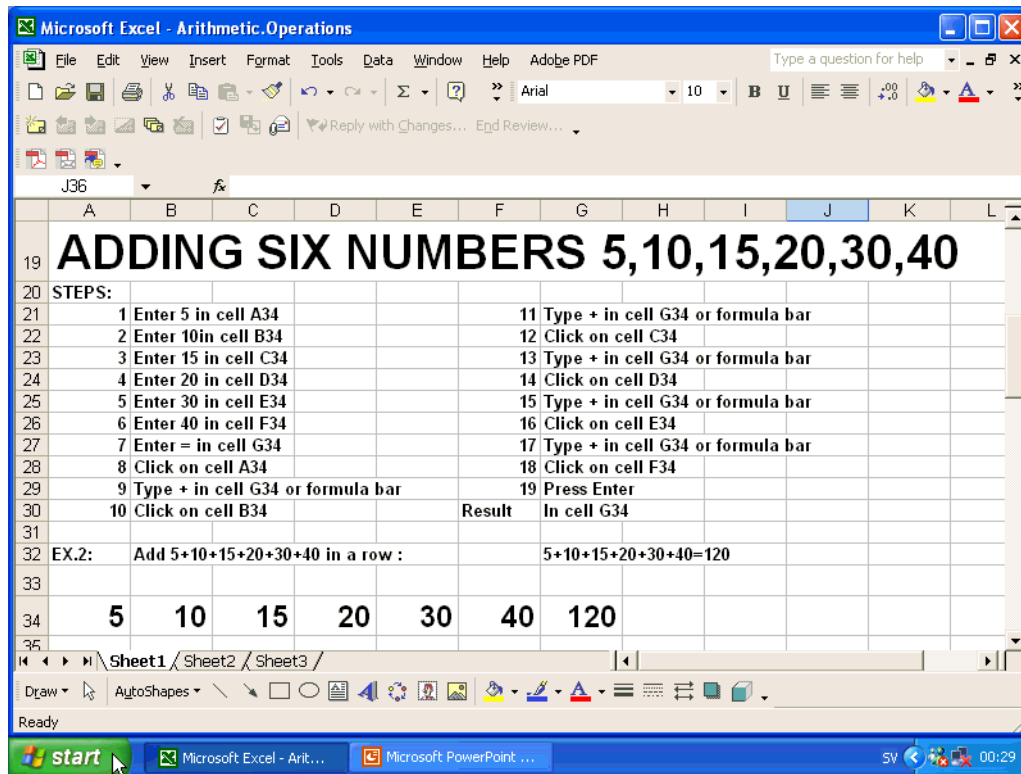 Microsoft Excel - Arithmetic.Operations
File Edit View Insert Format Tools Data Window Help Adobe PDF Type a question for help
Arial 10 B U
Reply with Changes... End Review...
J36 fx
A B C D E F G H I J K L
19 ADDING SIX NUMBERS 5,10,15,20,30,40
20 STEPS:
21 1 Enter 5 in cell A34 11 Type + in cell G34 or formula bar
22 2 Enter 10in cell B34 12 Click on cell C34
23 3 Enter 15 in cell C34 13 Type + in cell G34 or formula bar
24 4 Enter 20 in cell D34 14 Click on cell D34
25 5 Enter 30 in cell E34 15 Type + in cell G34 or formula bar
26 6 Enter 40 in cell F34 16 Click on cell E34
27 7 Enter = in cell G34 17 Type + in cell G34 or formula bar
28 8 Click on cell A34 18 Click on cell F34
29 9 Type + in cell G34 or formula bar 19 Press Enter
30 10 Click on cell B34 Result In cell G34
31
32 EX.2: Add 5+10+15+20+30+40 in a row : 5+10+15+20+30+40=120
33
34 5 10 15 20 30 40 120
35
Sheet1 Sheet2 Sheet3
Draw AutoShapes
Ready
start Microsoft Excel - Arit... Microsoft PowerPoint ... SV 00:29